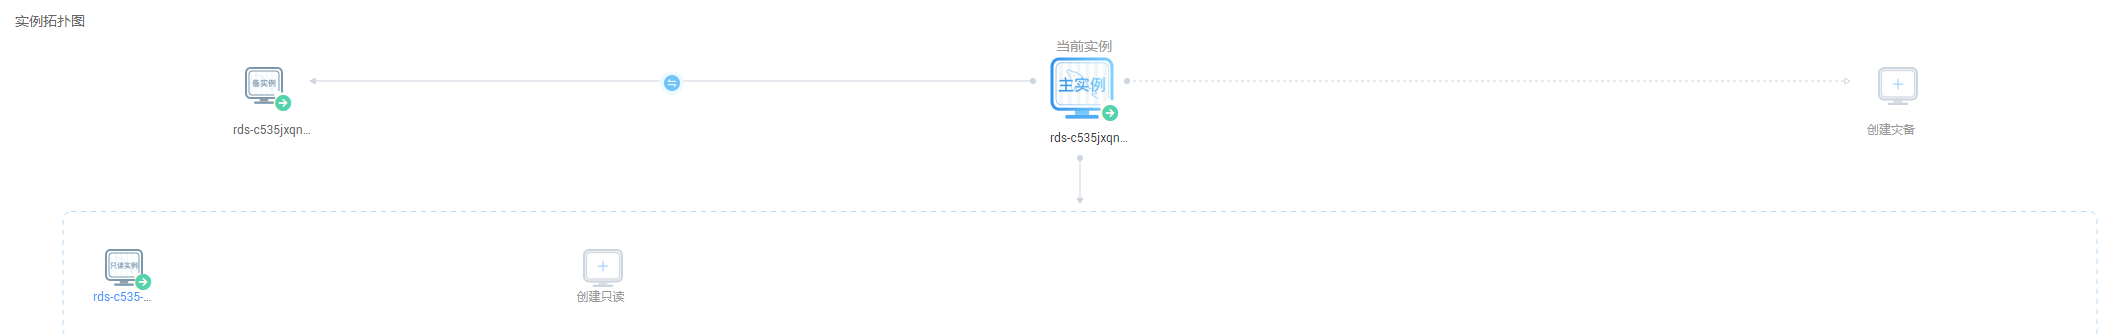 实例拓扑图
当前实例
备实例
主实例
rds-c535jxqn...
rds-c535jxqn...
创建灾备
只读实例
rds-c535-...
创建只读